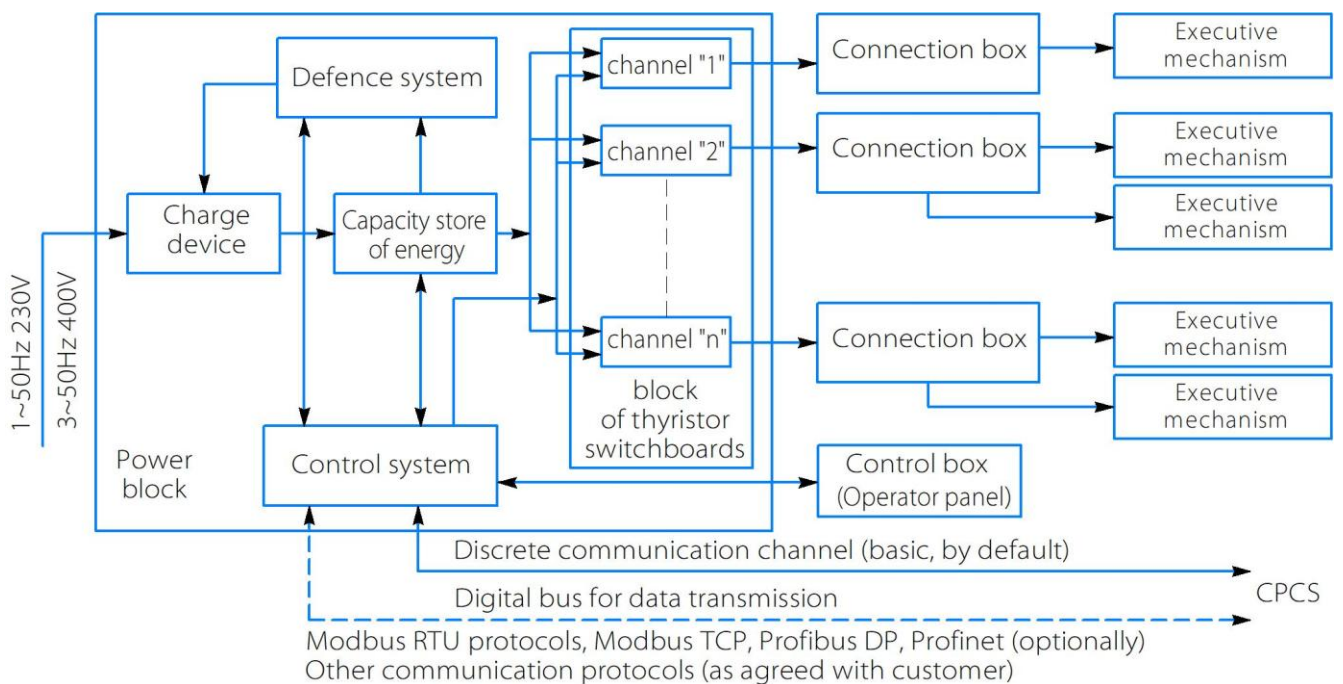 Defence system
Charge
device
Capacity store
of energy
1~50Hz 230V
3~50Hz 400V
Power
block
Control system
channel "1"
channel "2"
channel "n"
block
of thyristor
switchboards
Connection box
Executive
mechanism
Connection box
Executive
mechanism
Executive
mechanism
Connection box
Executive
mechanism
Executive
mechanism
Control box
(Operator panel)
Discrete communication channel (basic, by default)
Digital bus for data transmission
CPCS
Modbus RTU protocols, Modbus TCP, Profibus DP, Profinet (optionally)
Other communication protocols (as agreed with customer)